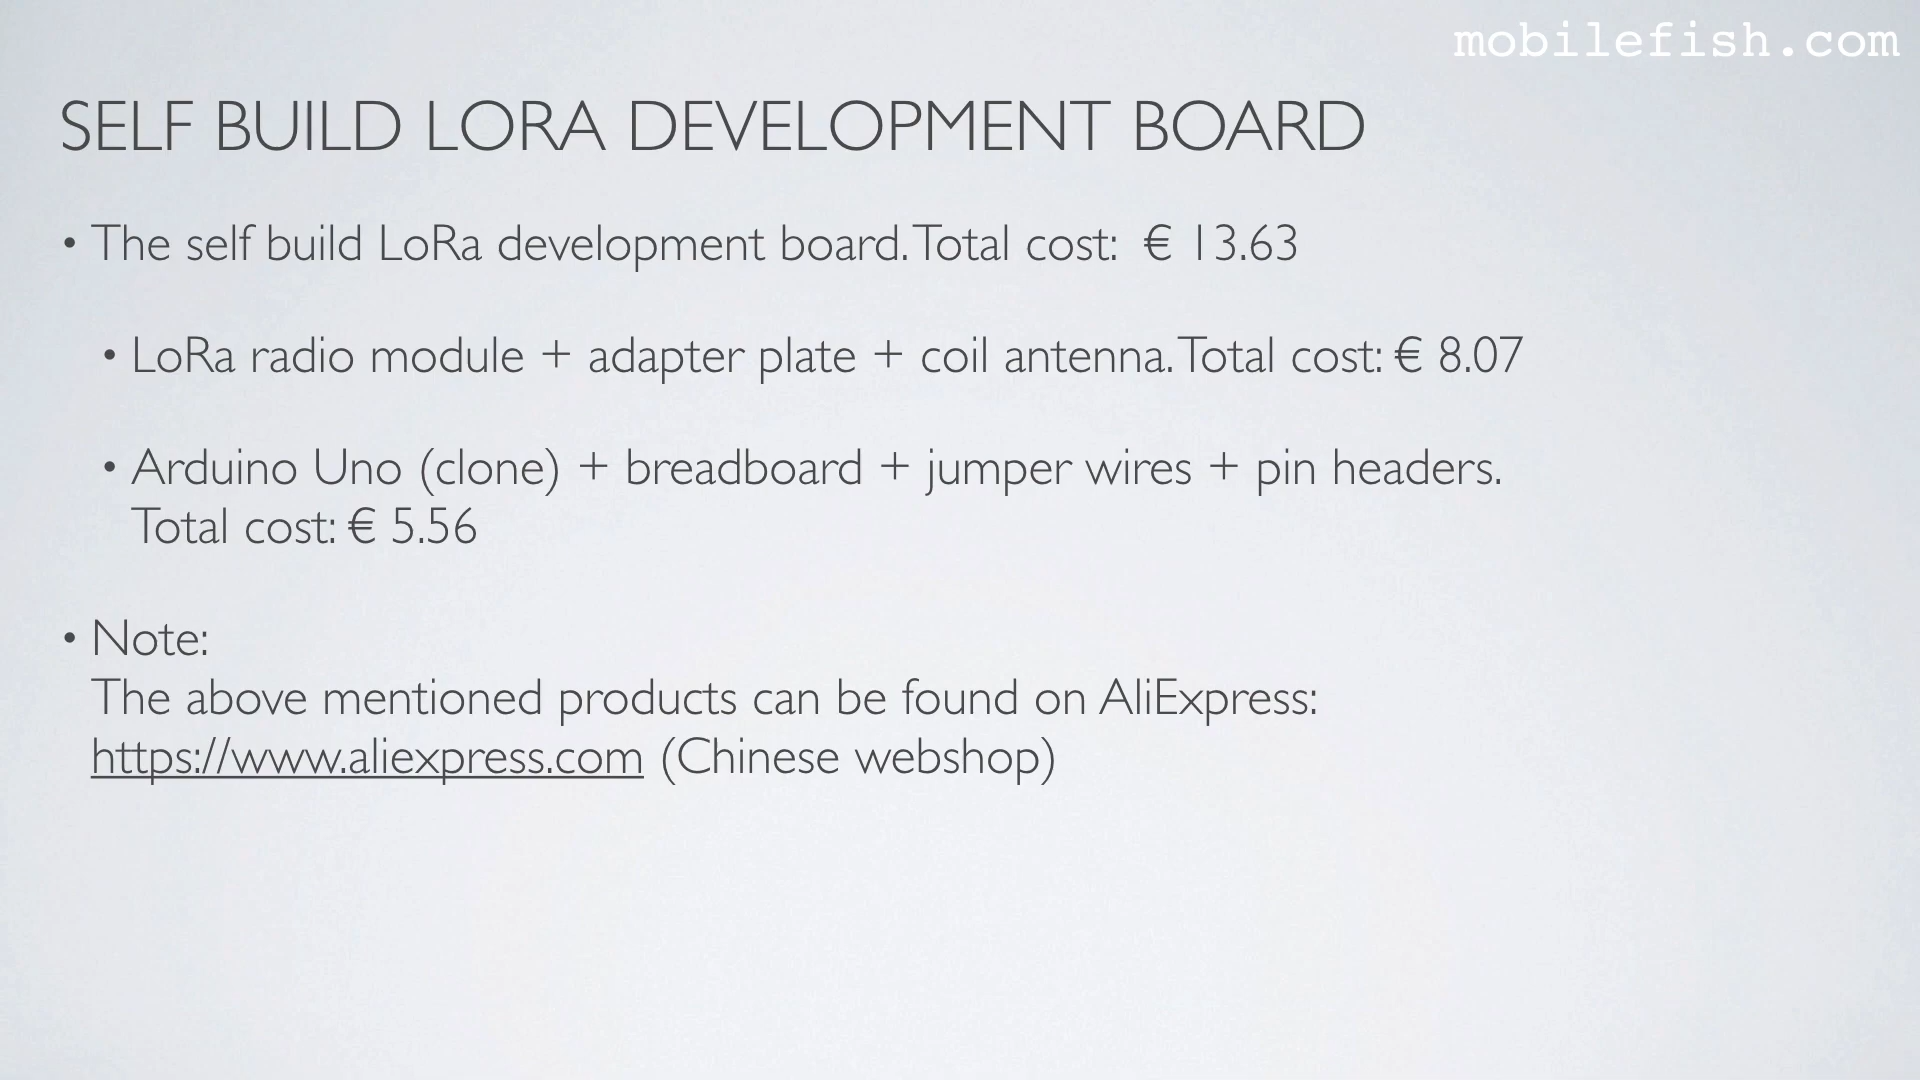 mobilefish.com
SELF BUILD LORA DEVELOPMENT BOARD
• The self build LoRa development board. Total cost: € 13.63
• LoRa radio module + adapter plate + coil antenna. Total cost: € 8.07
• Arduino Uno (clone) + breadboard + jumper wires + pin headers.
Total cost: € 5.56
• Note:
The above mentioned products can be found on AliExpress:
https://www.aliexpress.com (Chinese webshop)